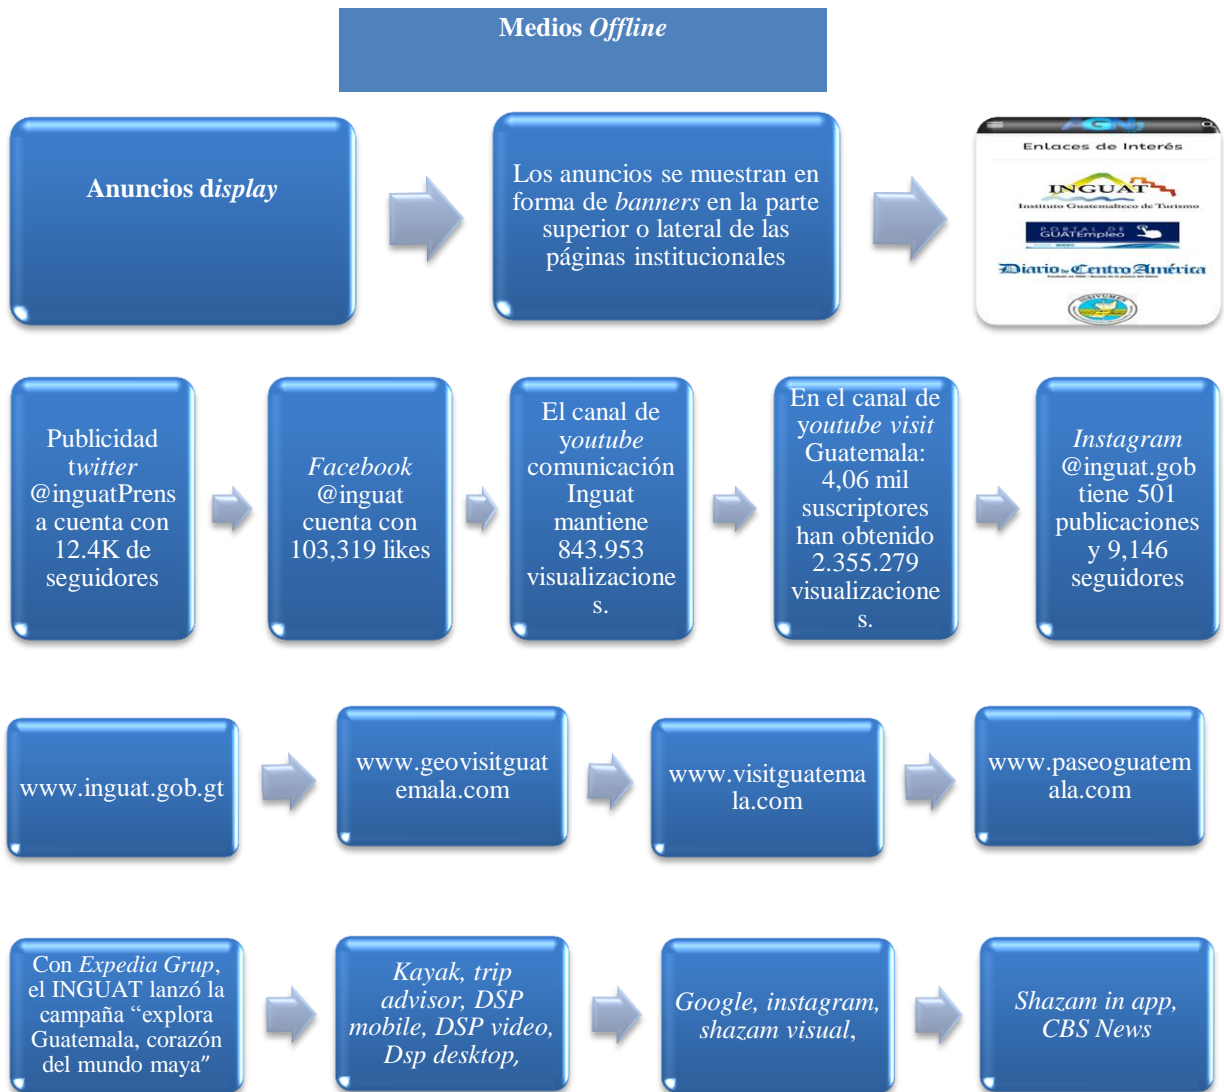 Medios Offline
Anuncios display
Los anuncios se muestran en
forma de banners en la parte
superior o lateral de las
páginas institucionales
AGN
Enlaces de Interés
INGUAT
Instituto Guatemalteco de Turismo
PORTAL DE
GUATEmpleo
Diario de Centro América
Publicidad
twitter
@inguatPrens
a cuenta con
12.4K de
seguidores
Facebook
@inguat
cuenta con
103,319 likes
El canal de
youtube
comunicación
Inguat
mantiene
843.953
visualizacione
s.
En el canal de
youtube visit
Guatemala:
4,06 mil
suscriptores
han obtenido
2.355.279
visualizacione
s.
Instagram
@inguat.gob
tiene 501
publicaciones
y 9,146
seguidores
www.inguat.gob.gt
www.geovisitguat
emala.com
www.visitguatema
la.com
www.paseoguatem
ala.com
Con Expedia Grup,
el INGUAT lanzó la
campaña “explora
Guatemala, corazón
del mundo maya”
Kayak, trip
advisor, DSP
mobile, DSP video,
Dsp desktop,
Google, instagram,
shazam visual,
Shazam in app,
CBS News